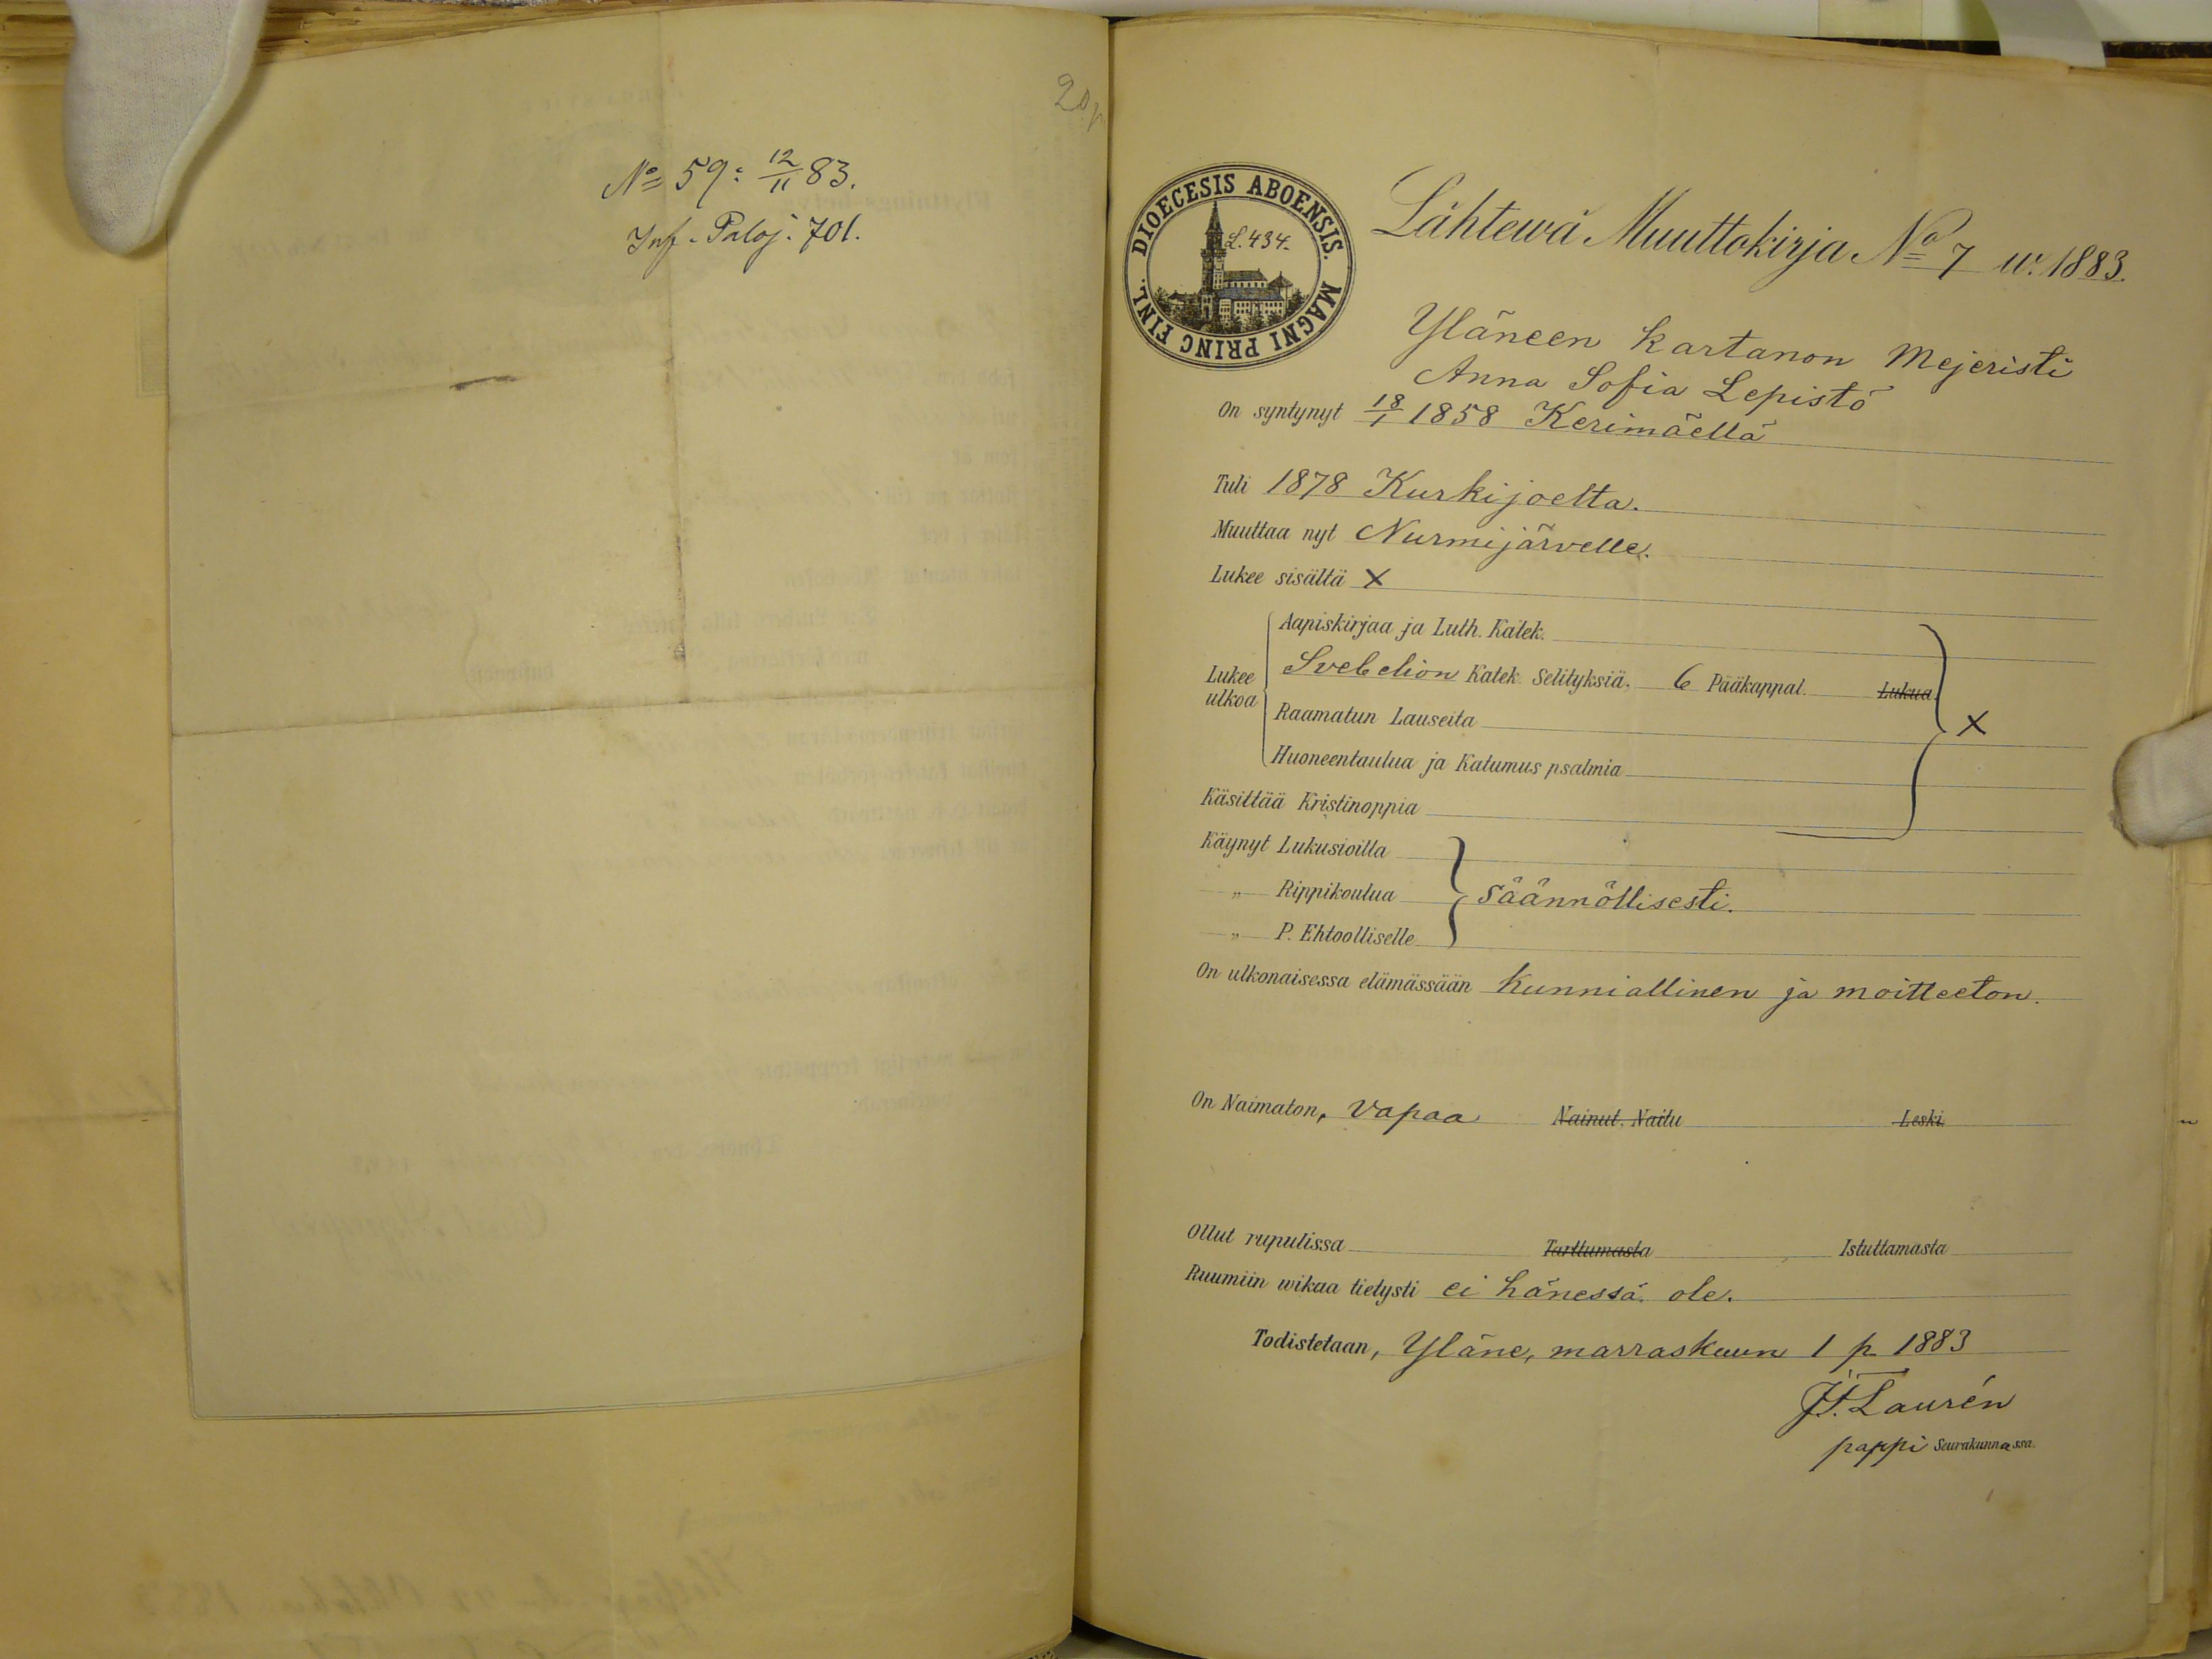 No 59: 12/11 83.
Inf. Paloj. 701.
DIOECESIS ABOENSIS. MAGNI PRINC FINL.
L. 434.
Lähtewä Muuttokirja No 7 w. 1883.
Yläneen kartanon Mejeristi
Anna Sofia Lepistö
On syntynyt 18/1 1858 Kerimäellä
Tuli 1878 Kurkijoelta.
Muuttaa nyt Nurmijärvelle.
Lukee sisältä X
Aapiskirjaa ja Luth. Katek.
Lukee ulkoa Svebelion Katek. Selityksiä, 6 Pääkappal. Lukua X
Raamatun Lauseita
Huoneentaulua ja Katumus psalmia
Käsittää Kristinoppia
Käynyt Lukusioilla
„ Rippikoulua säännöllisesti.
„ P. Ehtoolliselle
On ulkonaisessa elämässään kunniallinen ja moitteeton.
On Naimaton, vapaa Nainut. Naitu Leski.
Ollut rupulissa Tarttumasta Istuttamasta
Ruumiin wikaa tietysti ei hänessä ole.
Todistetaan, Yläne, marraskuun 1 p 1883
Laurén
pappi Seurakunnassa.